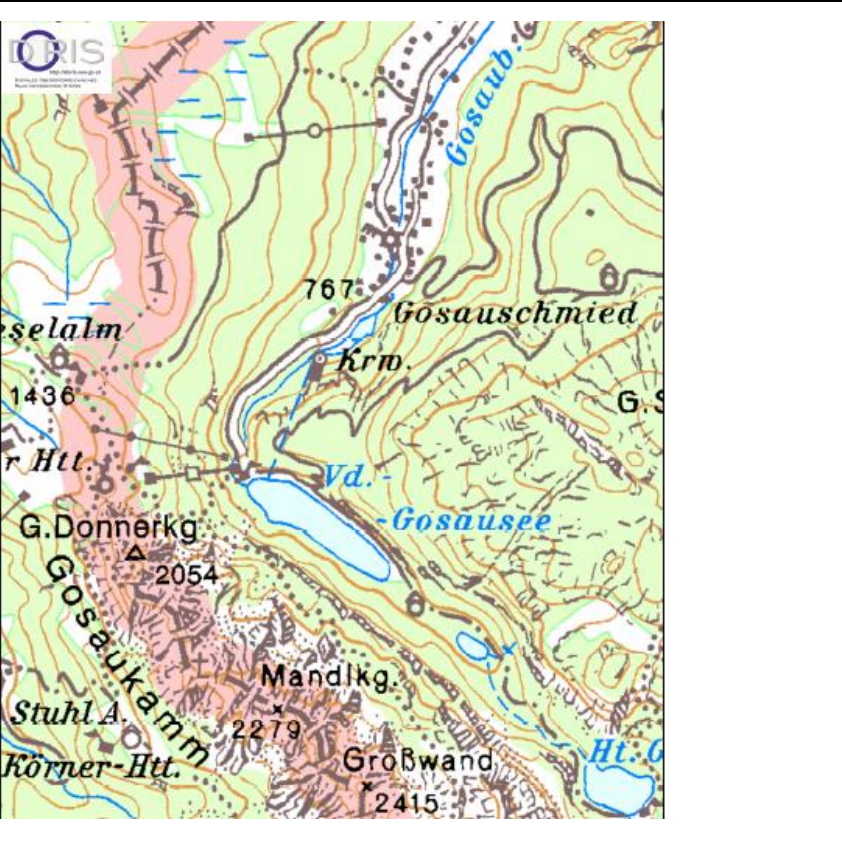 DORIS
Gosaub.
767
Gosauschmied
eselalm
Krw.
1436
G.S
r Htt.
Vd.-
-Gosausee
G.Donnerkg
2054
Gosaukamm
Mandlkg.
Stuhl A.
2279
Körner-Htt.
Großwand
2415
Ht. G